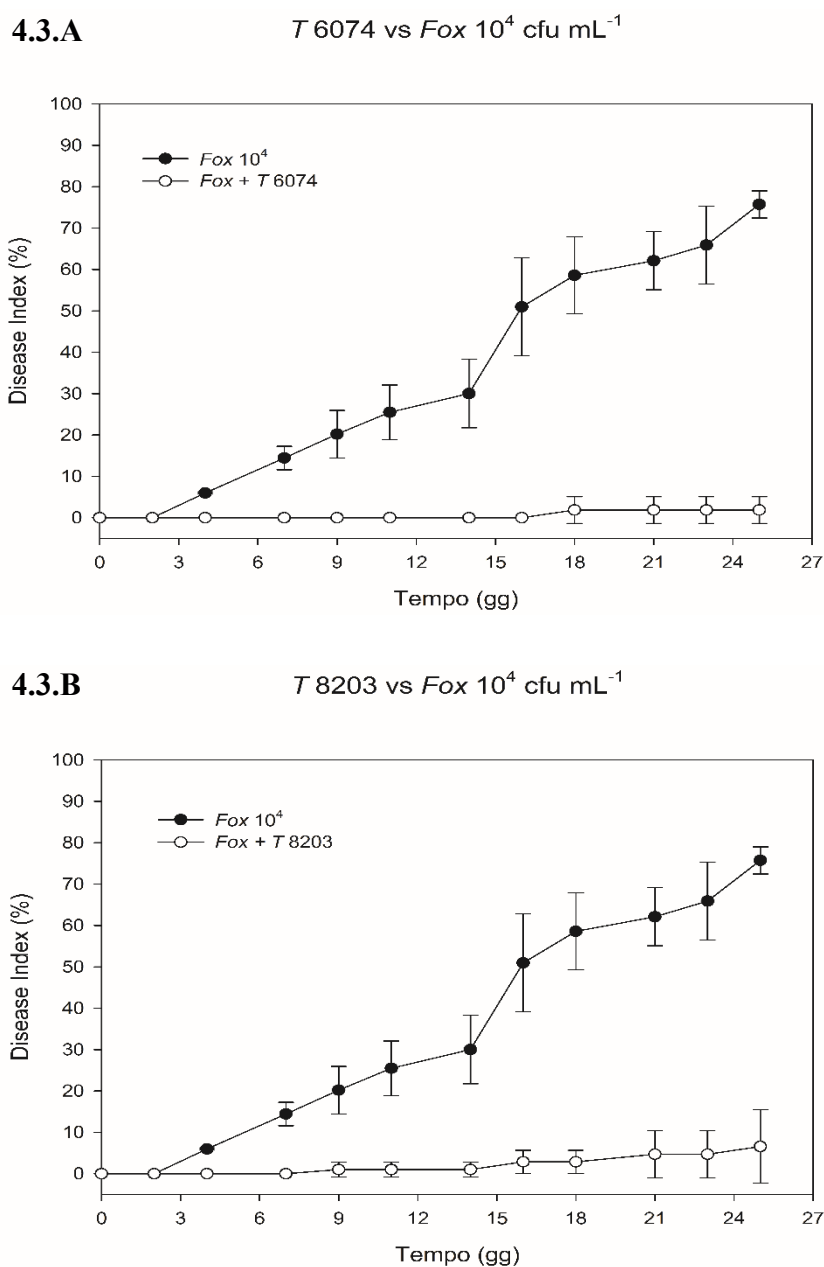 4.3.A T 6074 vs Fox 10⁴ cfu mL⁻¹
100
90
80
70
60
50
40
30
20
10
0
Disease Index (%)
Fox 10⁴
Fox + T 6074
0 3 6 9 12 15 18 21 24 27
Tempo (gg)
4.3.B T 8203 vs Fox 10⁴ cfu mL⁻¹
100
90
80
70
60
50
40
30
20
10
0
Disease Index (%)
Fox 10⁴
Fox + T 8203
0 3 6 9 12 15 18 21 24 27
Tempo (gg)